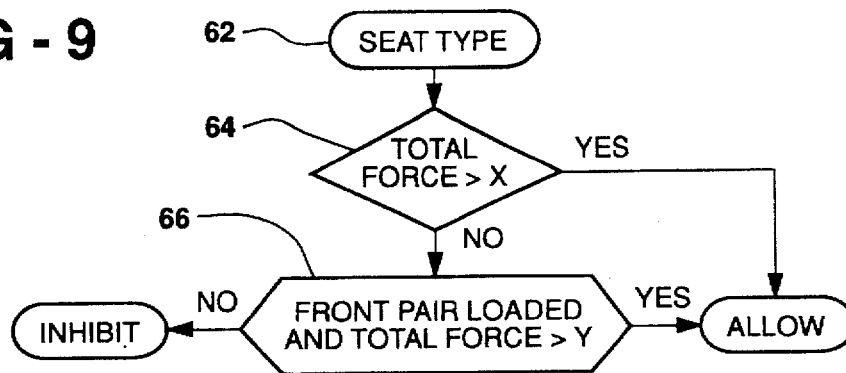 G - 9
62
SEAT TYPE
64
TOTAL
FORCE > X
YES
66
NO
NO
FRONT PAIR LOADED
AND TOTAL FORCE > Y
YES
INHIBIT
ALLOW